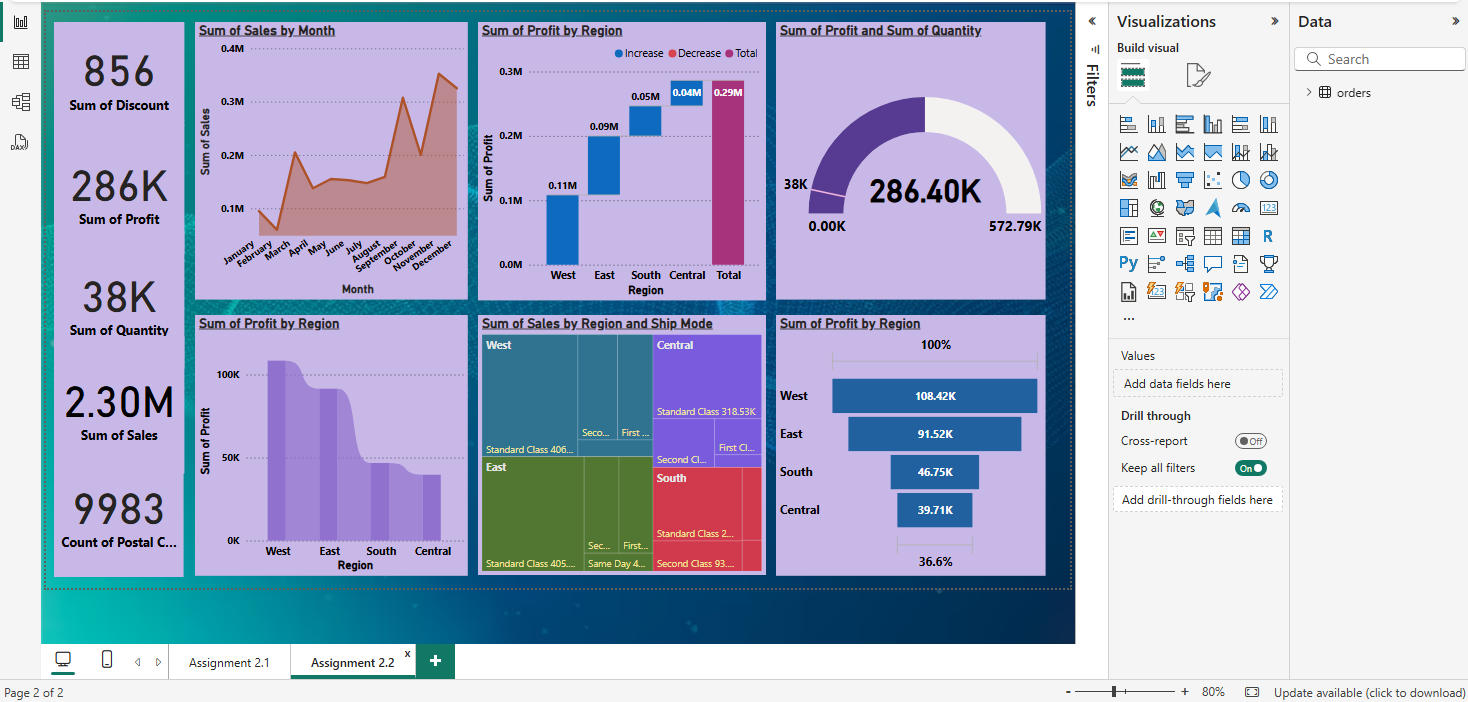 856
Sum of Discount
286K
Sum of Profit
38K
Sum of Quantity
2.30M
Sum of Sales
9983
Count of Postal C...
Sum of Sales by Month
Sum of Sales
0.4M
0.3M
0.2M
0.1M
January
February
March
April
May
June
July
August
September
October
November
December
Month
Sum of Profit by Region
Increase Decrease Total
Sum of Profit
0.3M
0.2M
0.1M
0.0M
0.11M
0.09M
0.05M
0.04M
0.29M
West East South Central Total
Region
Sum of Profit and Sum of Quantity
38K
286.40K
0.00K
572.79K
Sum of Profit by Region
Sum of Profit
100K
50K
0K
West East South Central
Region
Sum of Sales by Region and Ship Mode
West
Standard Class 406...
Seco...
First ...
East
Standard Class 405....
Sec...
First...
Same Day 4...
Central
Standard Class 318.53K
Second Cl...
First Cl...
South
Standard Class 2...
Second Class 93....
Sum of Profit by Region
100%
West 108.42K
East 91.52K
South 46.75K
Central 39.71K
36.6%
Filters
Visualizations
Build visual
123
R
Py
123
...
Values
Add data fields here
Drill through
Cross-report Off
Keep all filters On
Add drill-through fields here
Data
Search
orders
DAX
Assignment 2.1
Assignment 2.2 x
+
Page 2 of 2
- + 80%
Update available (click to download)